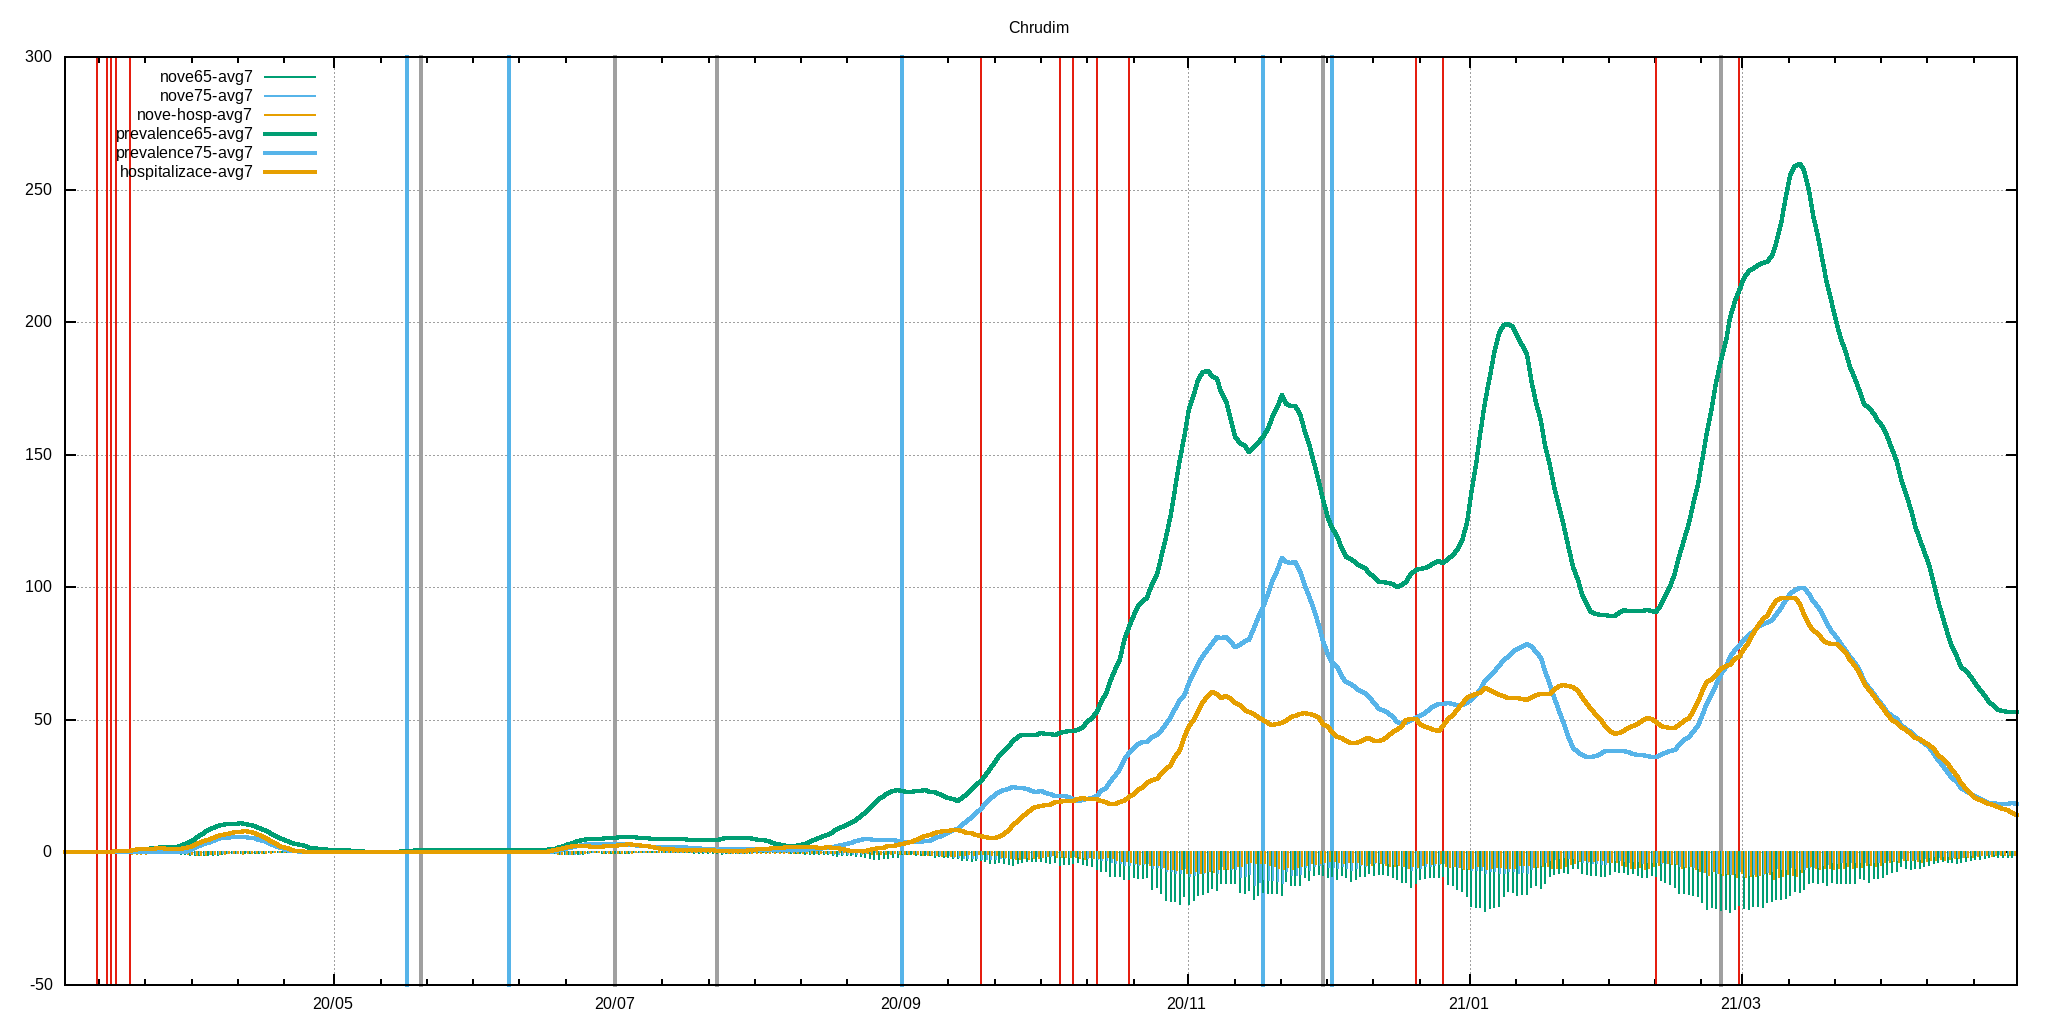 Chrudim
300
250
200
150
100
50
0
-50
nove65-avg7
nove75-avg7
nove-hosp-avg7
prevalence65-avg7
prevalence75-avg7
hospitalizace-avg7
20/05 20/07 20/09 20/11 21/01 21/03